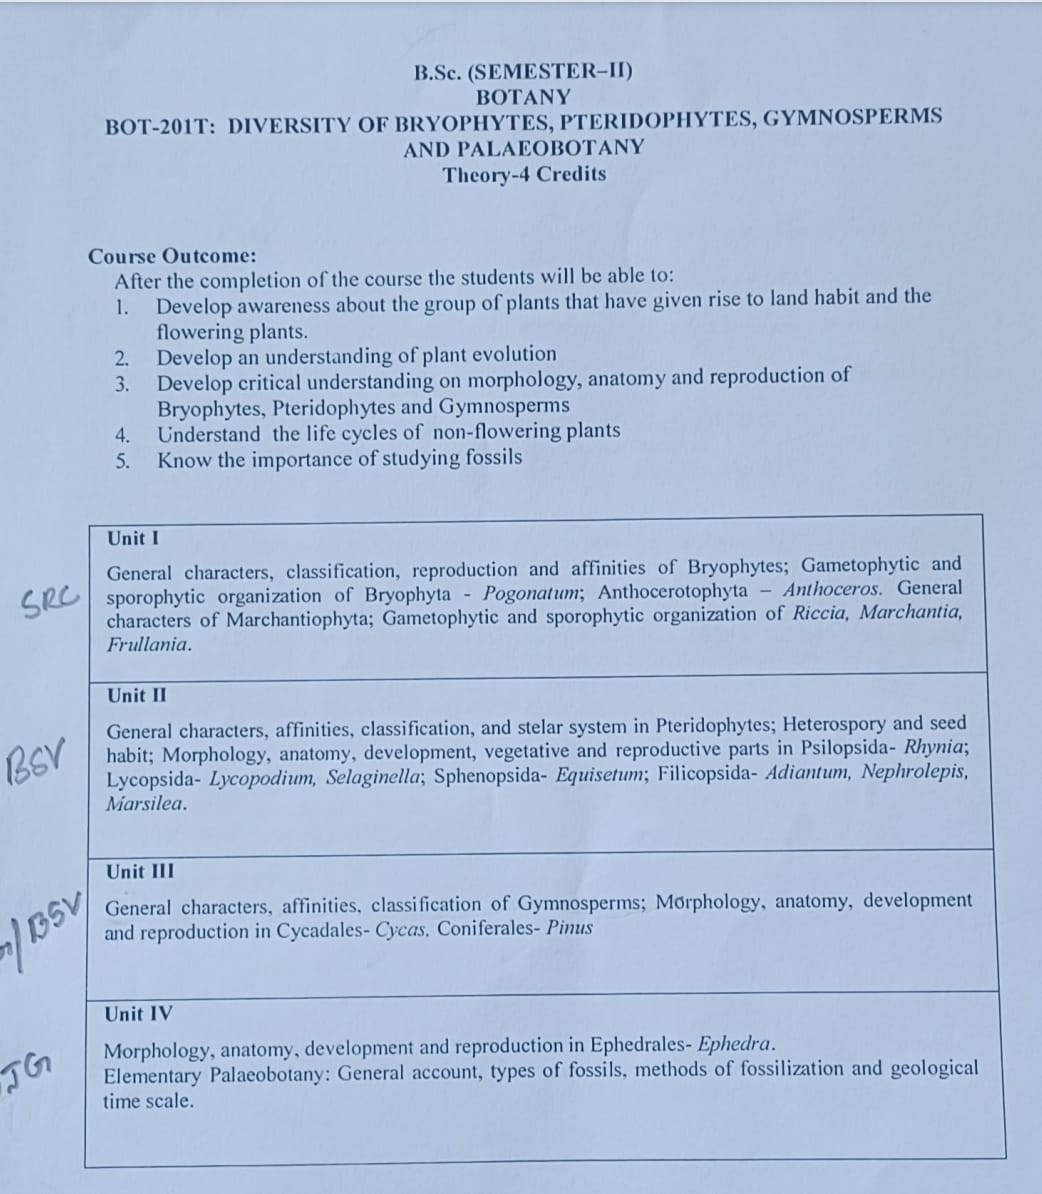 B.Sc. (SEMESTER–II)
BOTANY
BOT-201T: DIVERSITY OF BRYOPHYTES, PTERIDOPHYTES, GYMNOSPERMS
AND PALAEOBOTANY
Theory-4 Credits
Course Outcome:
After the completion of the course the students will be able to:
1. Develop awareness about the group of plants that have given rise to land habit and the
flowering plants.
2. Develop an understanding of plant evolution
3. Develop critical understanding on morphology, anatomy and reproduction of
Bryophytes, Pteridophytes and Gymnosperms
4. Understand the life cycles of non-flowering plants
5. Know the importance of studying fossils
Unit I
General characters, classification, reproduction and affinities of Bryophytes; Gametophytic and
SRC
sporophytic organization of Bryophyta - Pogonatum; Anthocerotophyta – Anthoceros. General
characters of Marchantiophyta; Gametophytic and sporophytic organization of Riccia, Marchantia,
Frullania.
Unit II
General characters, affinities, classification, and stelar system in Pteridophytes; Heterospory and seed
BSV
habit; Morphology, anatomy, development, vegetative and reproductive parts in Psilopsida- Rhynia;
Lycopsida- Lycopodium, Selaginella; Sphenopsida- Equisetum; Filicopsida- Adiantum, Nephrolepis,
Marsilea.
Unit III
/BSV
General characters, affinities, classification of Gymnosperms; Morphology, anatomy, development
and reproduction in Cycadales- Cycas, Coniferales- Pinus
Unit IV
Morphology, anatomy, development and reproduction in Ephedrales- Ephedra.
JG
Elementary Palaeobotany: General account, types of fossils, methods of fossilization and geological
time scale.